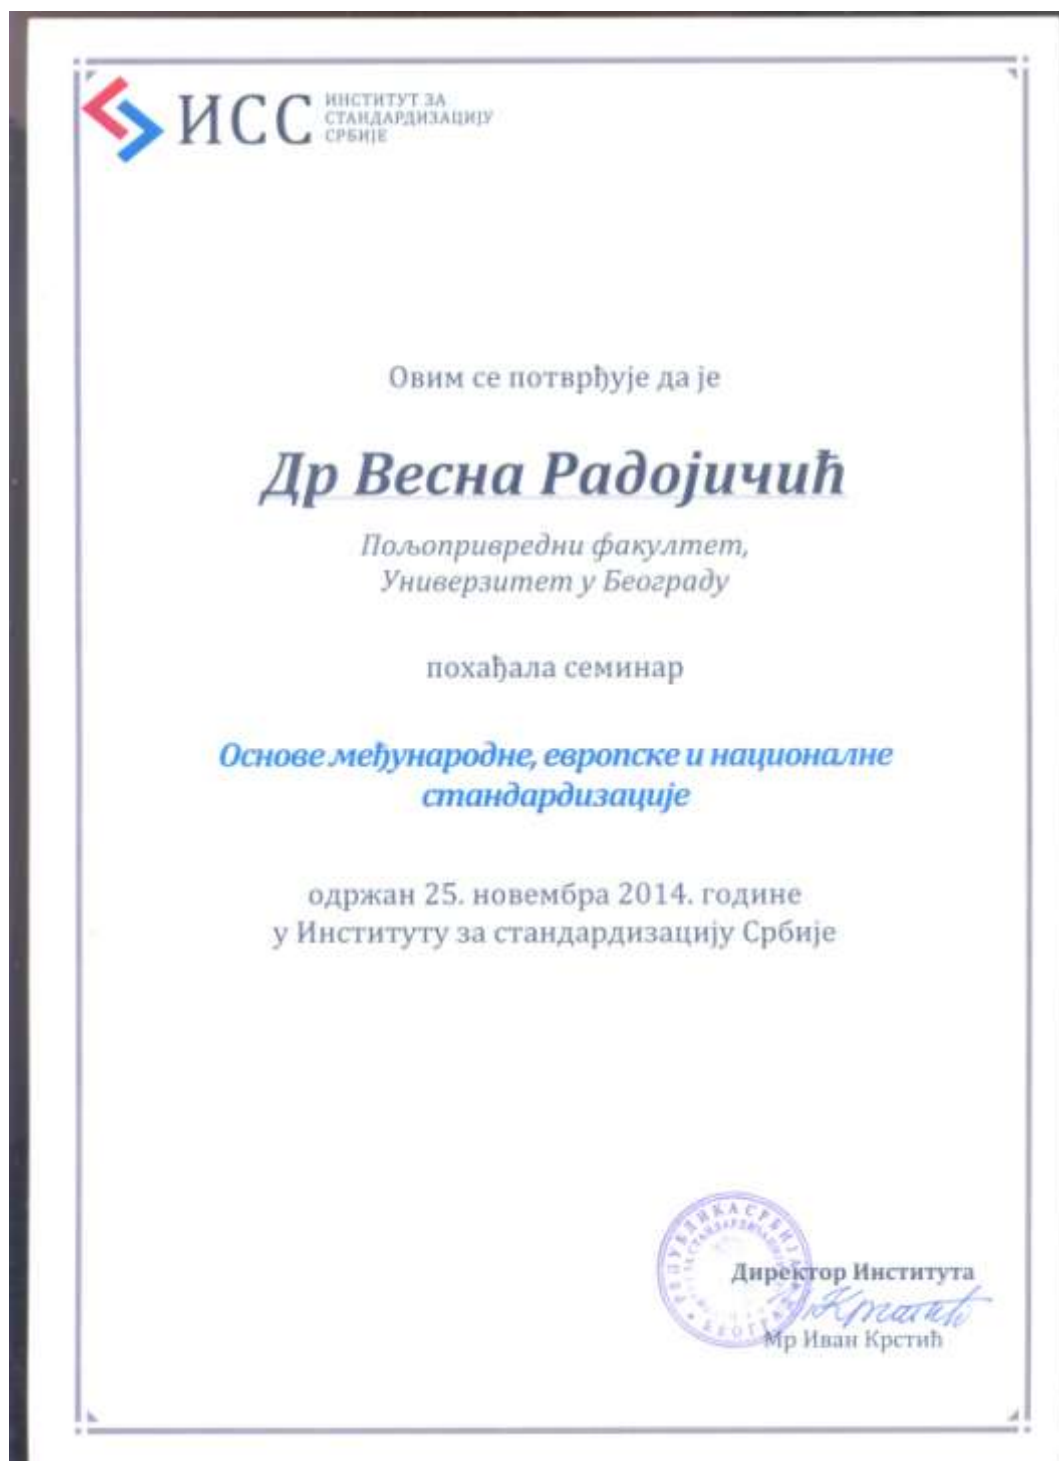 ИСС
ИНСТИТУТ ЗА
СТАНДАРДИЗАЦИЈУ
СРБИЈЕ
Овим се потврђује да је
Др Весна Радојичић
Пољопривредни факултет,
Универзитет у Београду
похађала семинар
Основе међународне, европске и националне
стандардизације
одржан 25. новембра 2014. године
у Институту за стандардизацију Србије
РЕПУБЛИКА СРБИЈА
Директор Института
Мр Иван Крстић